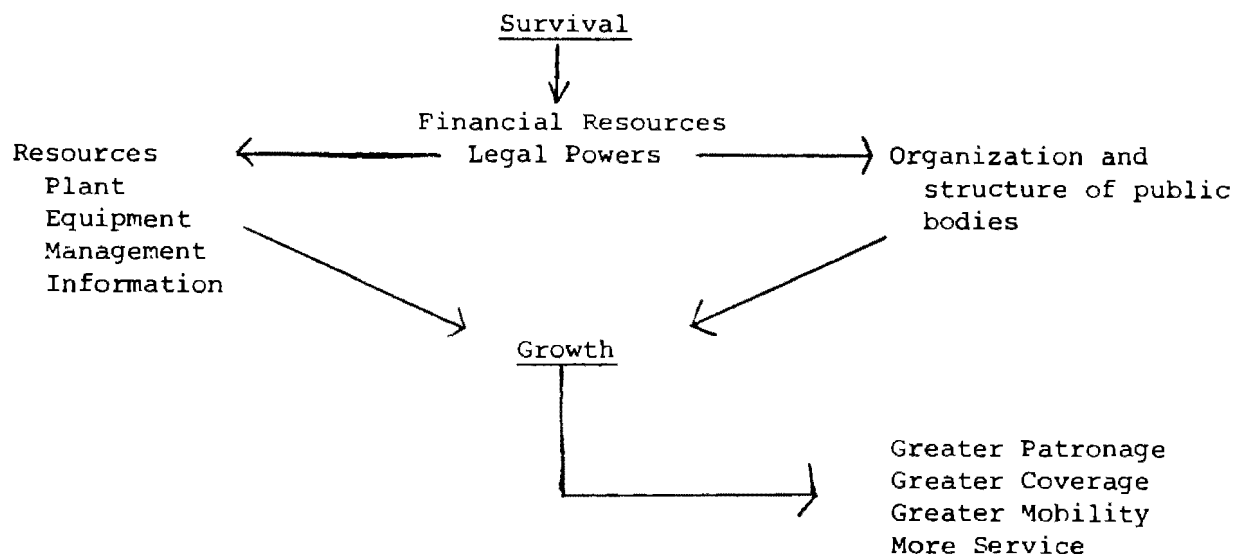 Survival
Financial Resources
Legal Powers
Resources
Plant
Equipment
Management
Information
Organization and
structure of public
bodies
Growth
Greater Patronage
Greater Coverage
Greater Mobility
More Service